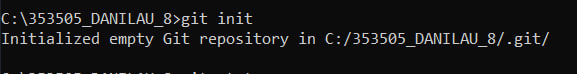 C:\353505_DANILAU_8>git init
Initialized empty Git repository in C:/353505_DANILAU_8/.git/